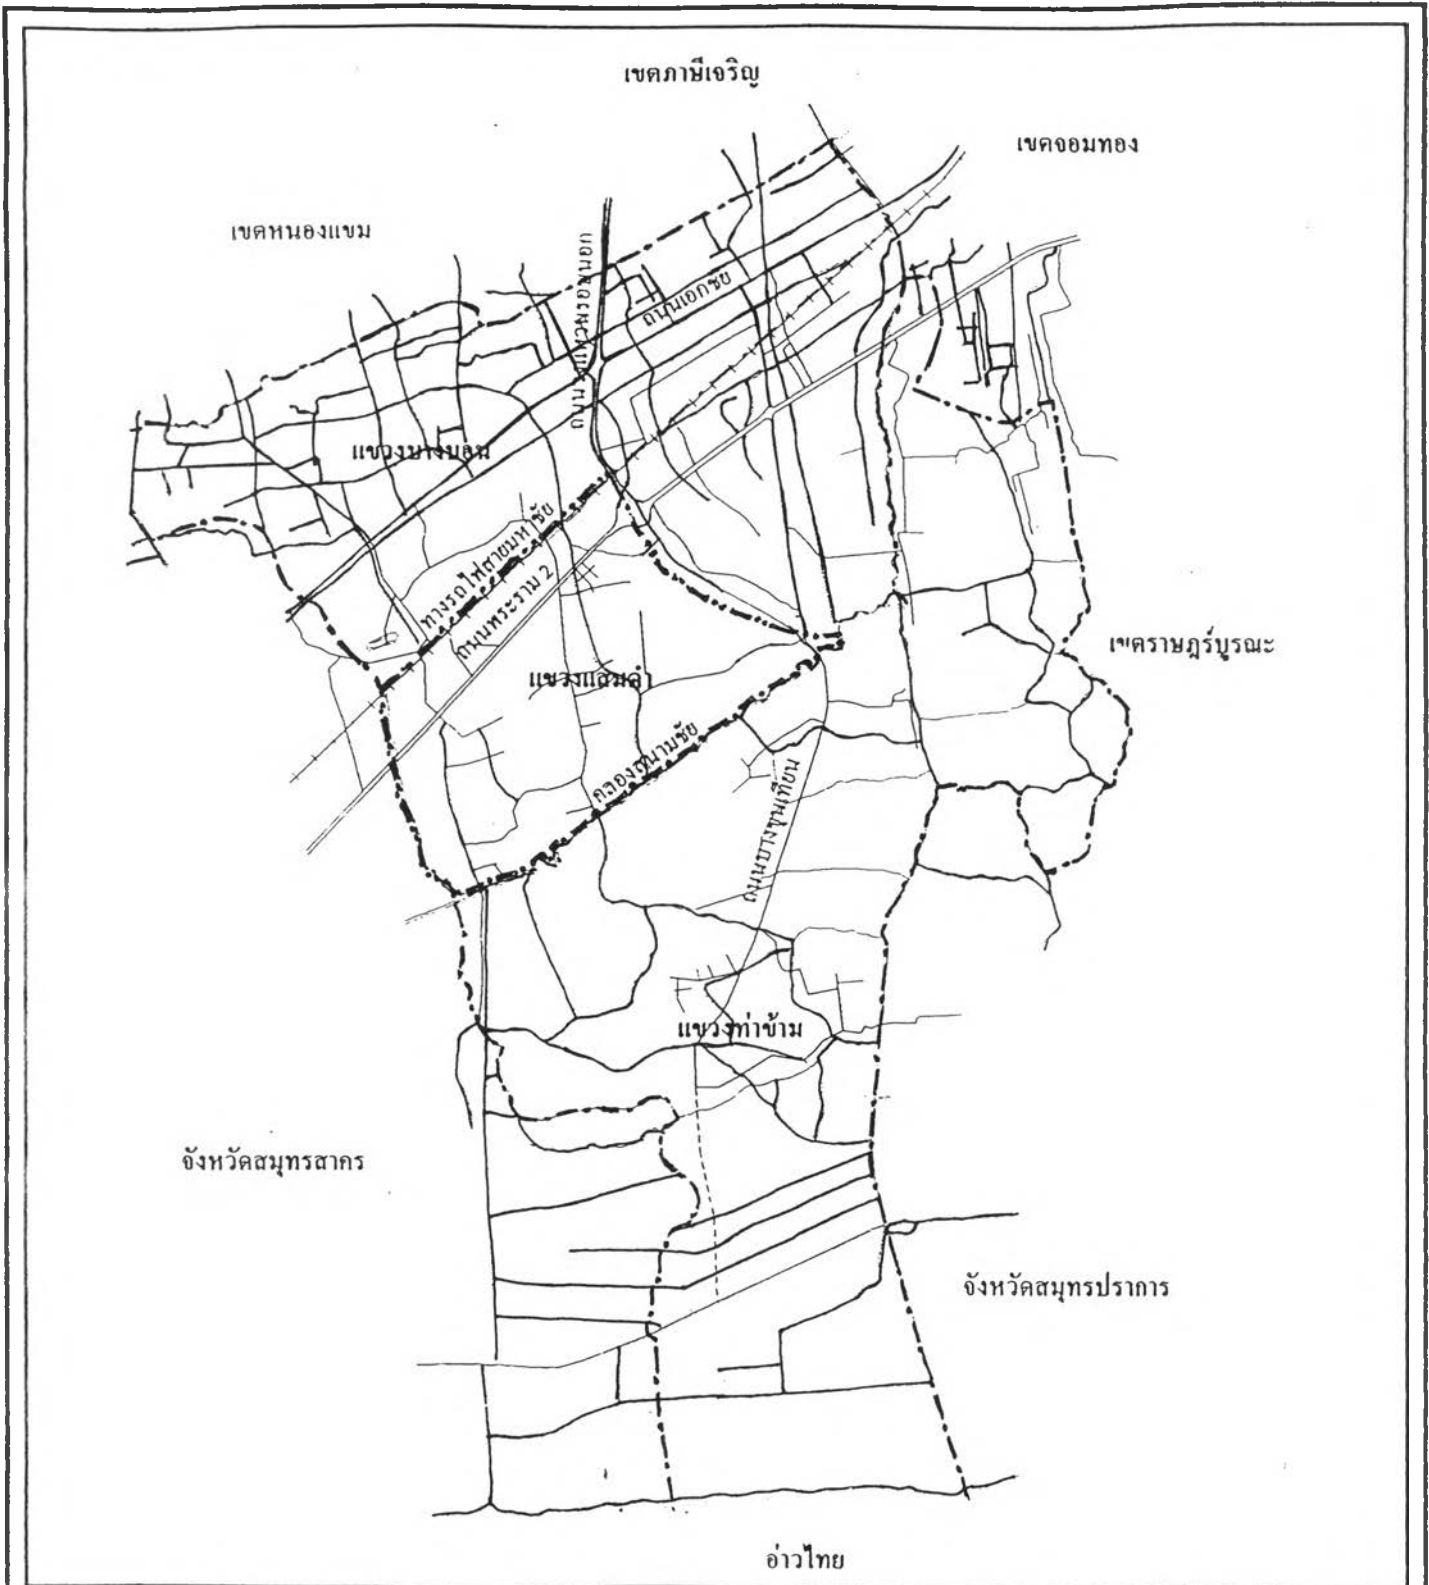 เขตภาษีเจริญ
เขตจอมทอง
เขตหนองแขม
ถนนวงแหวนรอบนอก
ถนนเอกชัย
แขวงบางบอน
ทางรถไฟสายมหาชัย
ถนนพระราม 2
เขตราษฎร์บูรณะ
แขวงแสมดำ
คลองสนามชัย
ถนนบางขุนเทียน
แขวงท่าข้าม
จังหวัดสมุทรสาคร
จังหวัดสมุทรปราการ
อ่าวไทย